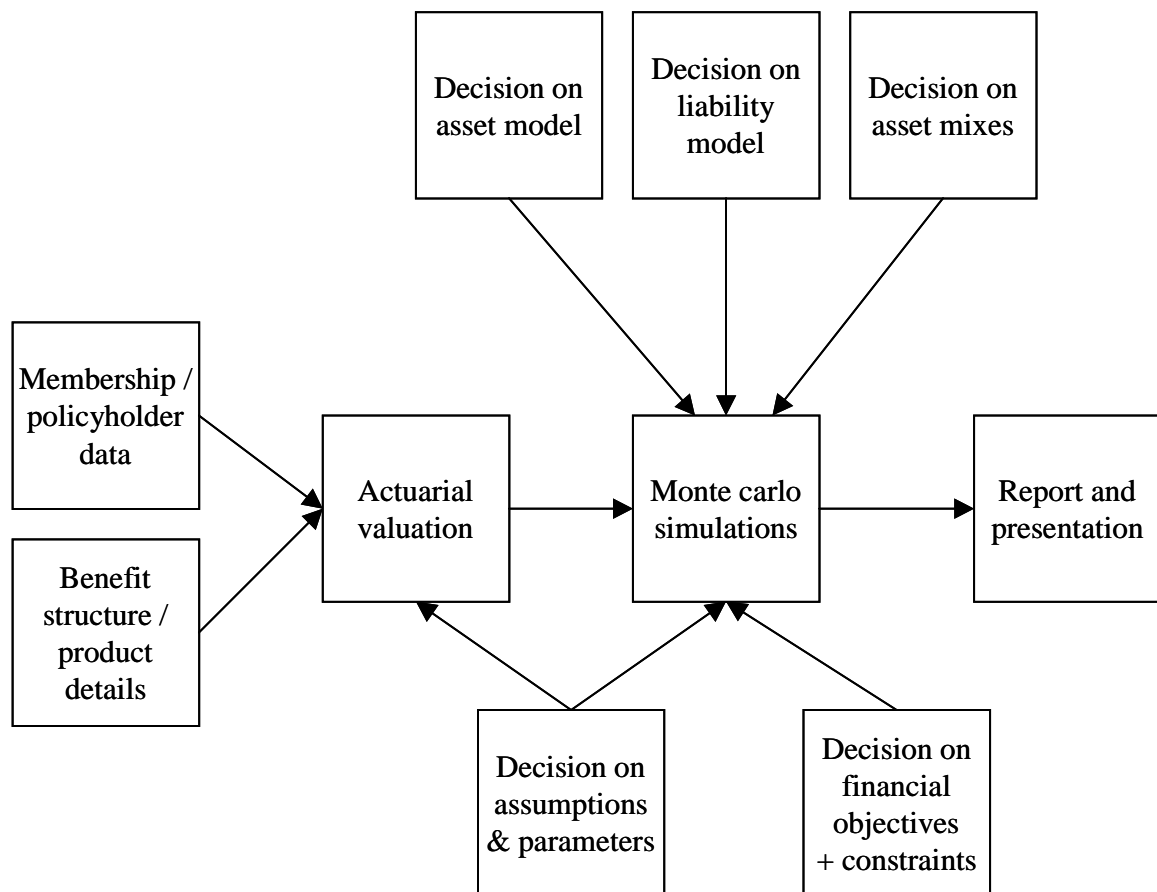 Decision on
asset model
Decision on
liability
model
Decision on
asset mixes
Membership /
policyholder
data
Benefit
structure /
product
details
Actuarial
valuation
Monte carlo
simulations
Report and
presentation
Decision on
assumptions
& parameters
Decision on
financial
objectives
+ constraints